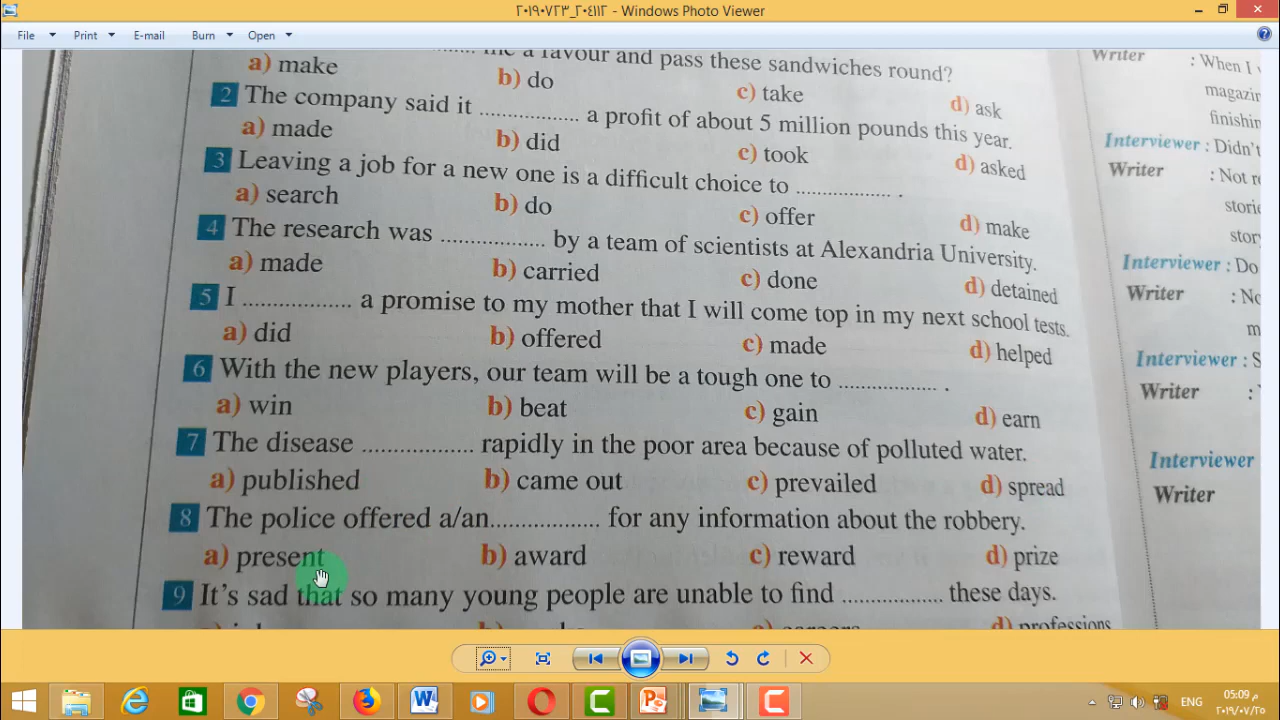 ٢٠١٩٠٧٢٣_٢٠٤١١٢ - Windows Photo Viewer
File Print E-mail Burn Open
me a favour and pass these sandwiches round?
a) make b) do c) take d) ask
2 The company said it .................. a profit of about 5 million pounds this year.
a) made b) did c) took d) asked
3 Leaving a job for a new one is a difficult choice to .................. .
a) search b) do c) offer d) make
4 The research was .................. by a team of scientists at Alexandria University.
a) made b) carried c) done d) detained
5 I .................. a promise to my mother that I will come top in my next school tests.
a) did b) offered c) made d) helped
6 With the new players, our team will be a tough one to .................. .
a) win b) beat c) gain d) earn
7 The disease .................. rapidly in the poor area because of polluted water.
a) published b) came out c) prevailed d) spread
8 The police offered a/an.................. for any information about the robbery.
a) present b) award c) reward d) prize
9 It's sad that so many young people are unable to find .................. these days.
c) careers d) professions
Writer : When I
magazin
finishin
Interviewer : Didn't
Writer : Not re
storie
story
Interviewer : Do
Writer : No
m
Interviewer : S
Writer :
Interviewer
Writer
ENG
05:09 م
٢٠١٩/٠٧/٢٥